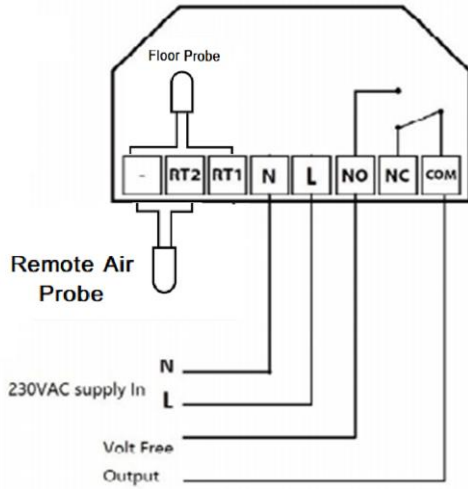 Floor Probe
- RT2 RT1 N L NO NC COM
Remote Air
Probe
N
230VAC supply In
L
Volt Free
Output